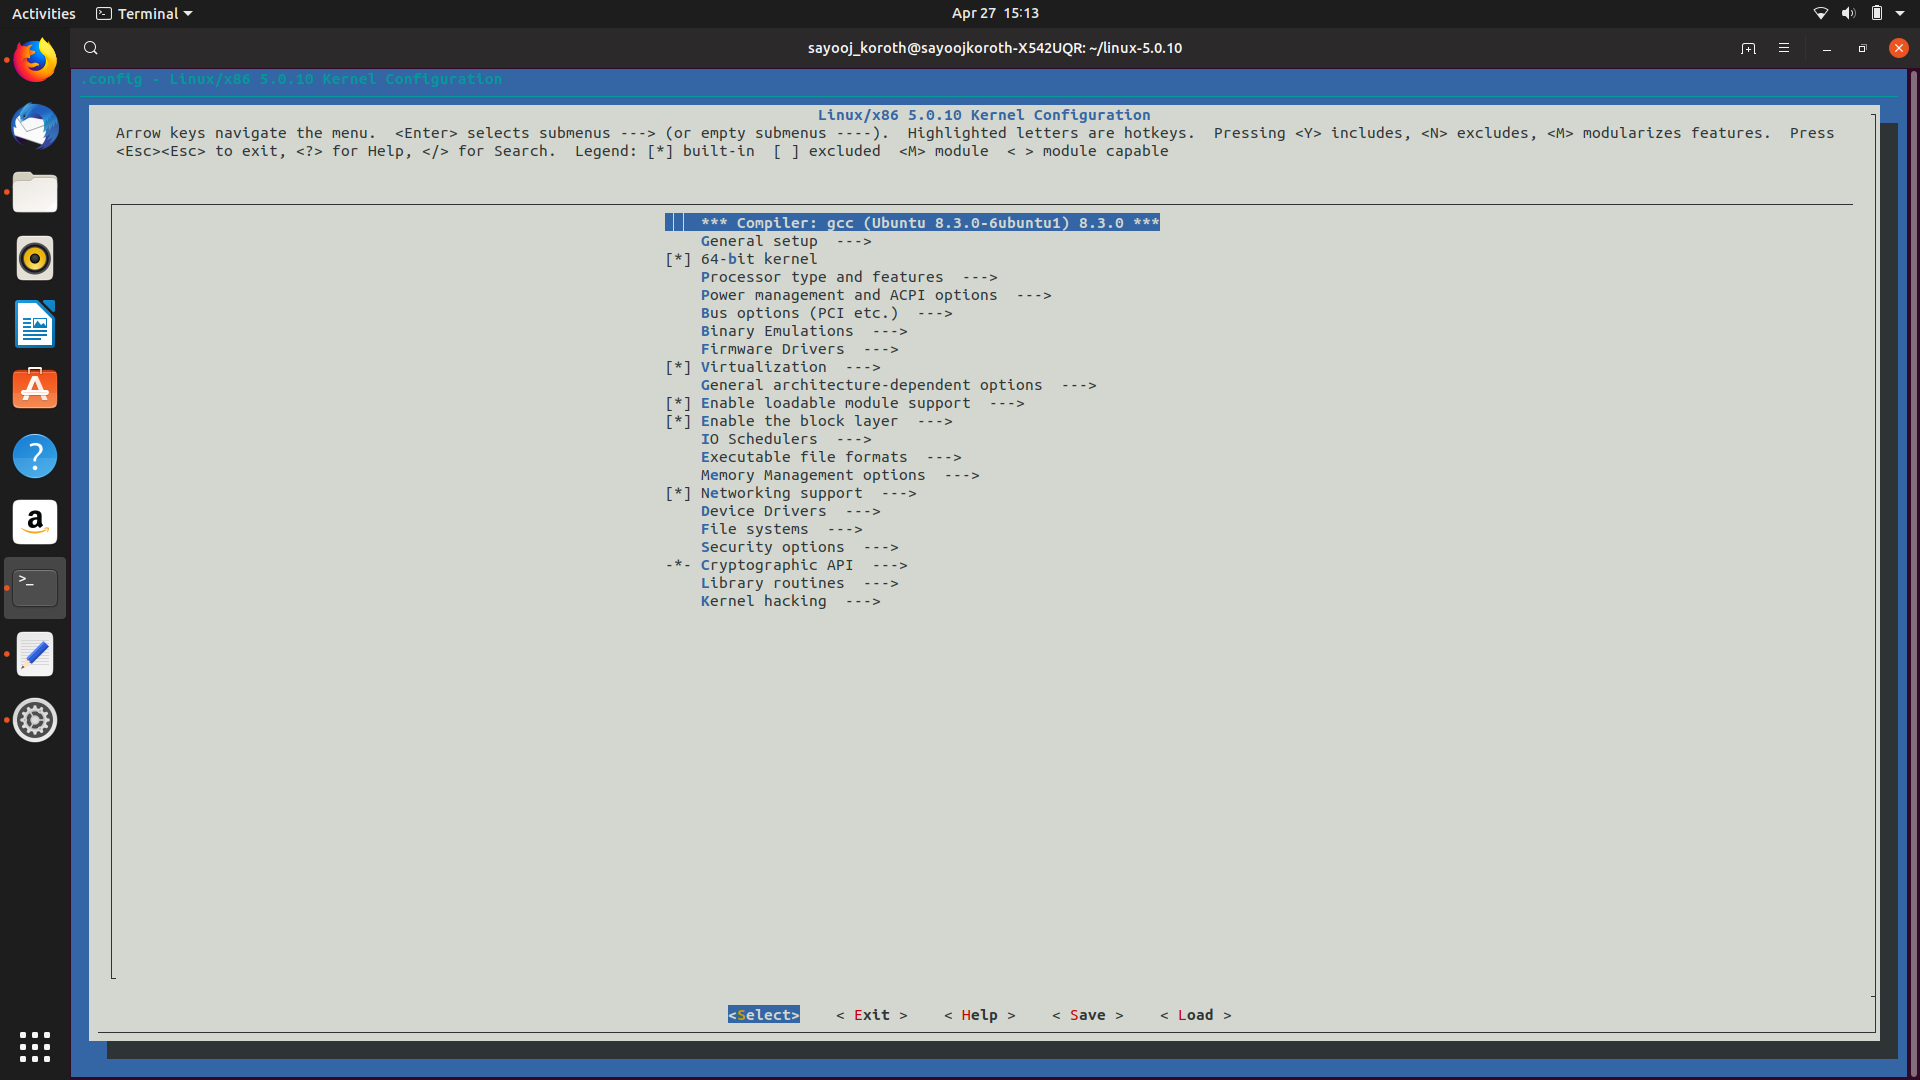 Activities Terminal Apr 27 15:13
sayooj_koroth@sayoojkoroth-X542UQR: ~/linux-5.0.10
.config - Linux/x86 5.0.10 Kernel Configuration
Linux/x86 5.0.10 Kernel Configuration
Arrow keys navigate the menu.  <Enter> selects submenus ---> (or empty submenus ----).  Highlighted letters are hotkeys.  Pressing <Y> includes, <N> excludes, <M> modularizes features.  Press
<Esc><Esc> to exit, <?> for Help, </> for Search.  Legend: [*] built-in  [ ] excluded  <M> module  < > module capable
*** Compiler: gcc (Ubuntu 8.3.0-6ubuntu1) 8.3.0 ***
General setup  --->
[*] 64-bit kernel
Processor type and features  --->
Power management and ACPI options  --->
Bus options (PCI etc.)  --->
Binary Emulations  --->
Firmware Drivers  --->
[*] Virtualization  --->
General architecture-dependent options  --->
[*] Enable loadable module support  --->
[*] Enable the block layer  --->
IO Schedulers  --->
Executable file formats  --->
Memory Management options  --->
[*] Networking support  --->
Device Drivers  --->
File systems  --->
Security options  --->
-*- Cryptographic API  --->
Library routines  --->
Kernel hacking  --->
<Select>    < Exit >    < Help >    < Save >    < Load >